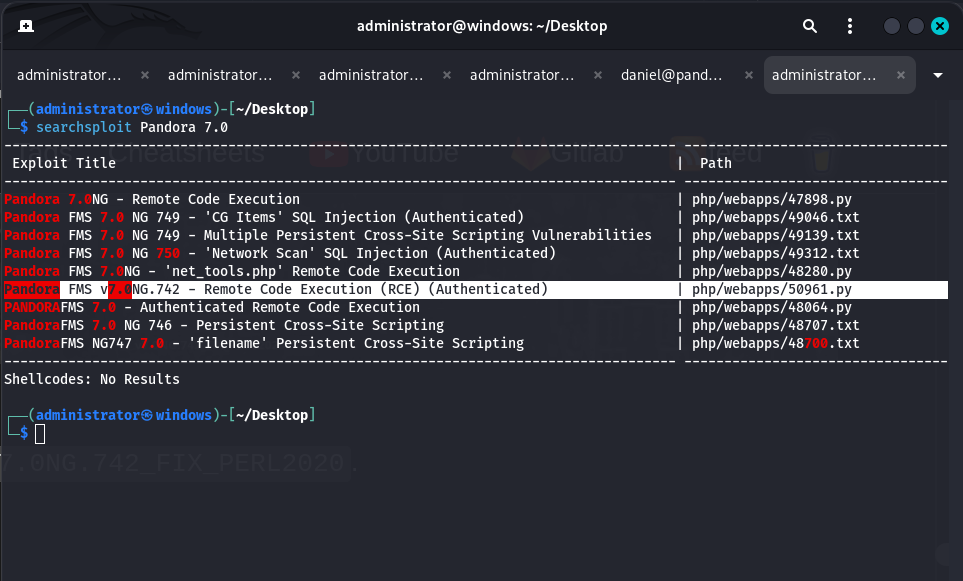 administrator@windows: ~/Desktop
administrator... × administrator... × administrator... × administrator... × daniel@pand... × administrator... ×
┌──(administrator㉿windows)-[~/Desktop]
└─$ searchsploit Pandora 7.0
Cheatsheets YouTube Gitlab feed
Exploit Title | Path
Pandora 7.0NG - Remote Code Execution | php/webapps/47898.py
Pandora FMS 7.0 NG 749 - 'CG Items' SQL Injection (Authenticated) | php/webapps/49046.txt
Pandora FMS 7.0 NG 749 - Multiple Persistent Cross-Site Scripting Vulnerabilities | php/webapps/49139.txt
Pandora FMS 7.0 NG 750 - 'Network Scan' SQL Injection (Authenticated) | php/webapps/49312.txt
Pandora FMS 7.0NG - 'net_tools.php' Remote Code Execution | php/webapps/48280.py
Pandora FMS v7.0NG.742 - Remote Code Execution (RCE) (Authenticated) | php/webapps/50961.py
PANDORAFMS 7.0 - Authenticated Remote Code Execution | php/webapps/48064.py
PandoraFMS 7.0 NG 746 - Persistent Cross-Site Scripting | php/webapps/48707.txt
PandoraFMS NG747 7.0 - 'filename' Persistent Cross-Site Scripting | php/webapps/48700.txt
Shellcodes: No Results
┌──(administrator㉿windows)-[~/Desktop]
└─$
7.0NG.742_FIX_PERL2020.